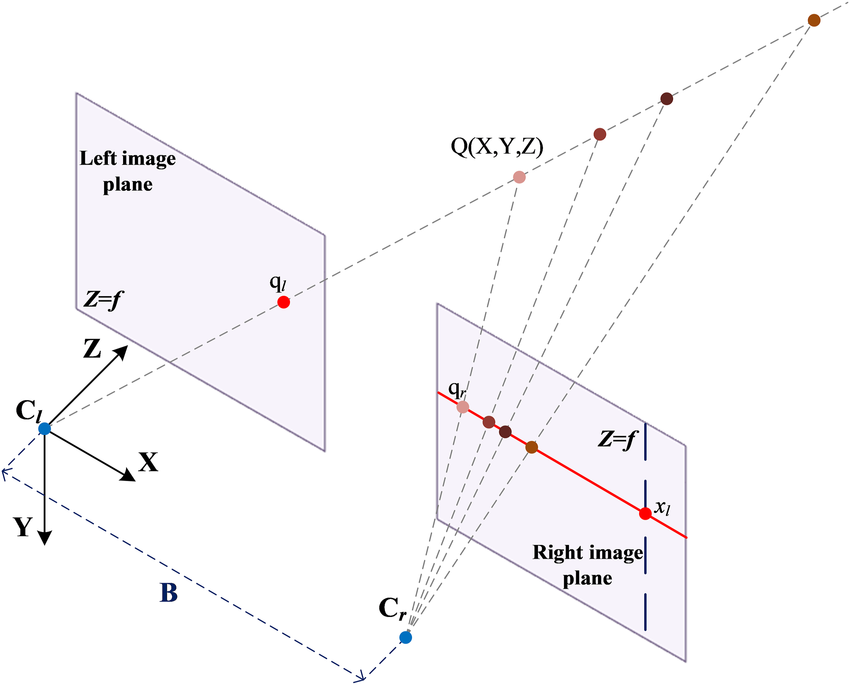 Q(X,Y,Z)
Left image
plane
q_l
Z=f
Z
C_l
X
Y
B
q_r
Z=f
x_l
Right image
plane
C_r